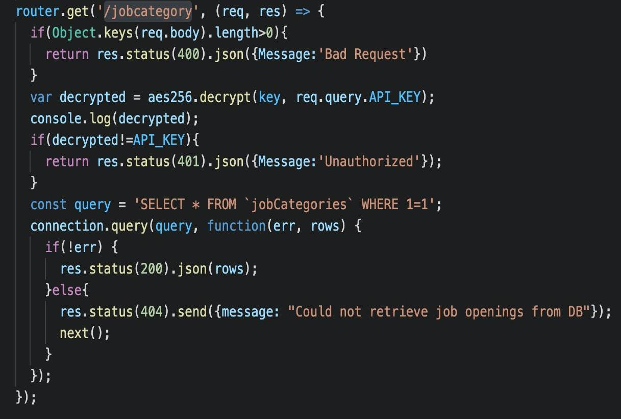 router.get('/jobcategory', (req, res) => {
if(Object.keys(req.body).length>0){
return res.status(400).json({Message:'Bad Request'})
}
var decrypted = aes256.decrypt(key, req.query.API_KEY);
console.log(decrypted);
if(decrypted!=API_KEY){
return res.status(401).json({Message:'Unauthorized'});
}
const query = 'SELECT * FROM `jobCategories` WHERE 1=1';
connection.query(query, function(err, rows) {
if(!err) {
res.status(200).json(rows);
}else{
res.status(404).send({message: "Could not retrieve job openings from DB"});
next();
}
});
});